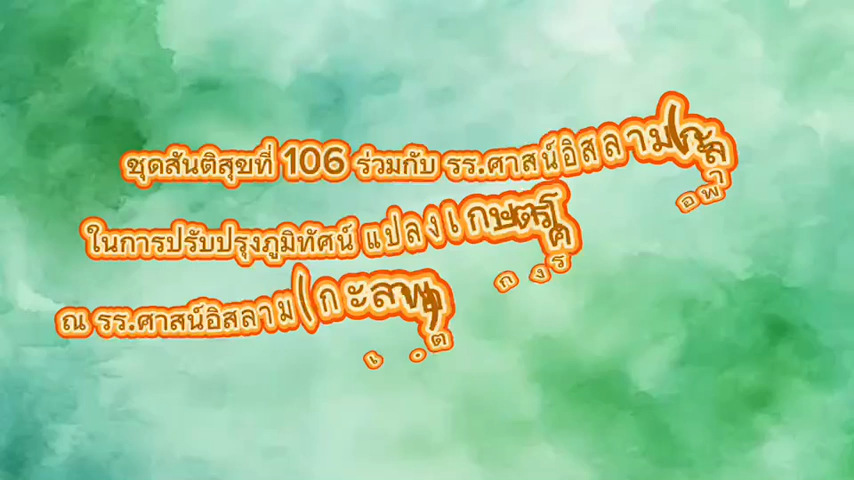 ชุดสันติสุขที่ 106 ร่วมกับ รร.ศาสน์อิสลาม
ในการปรับปรุงภูมิทัศน์ แปลงเกษตร
ณ รร.ศาสน์อิสลาม